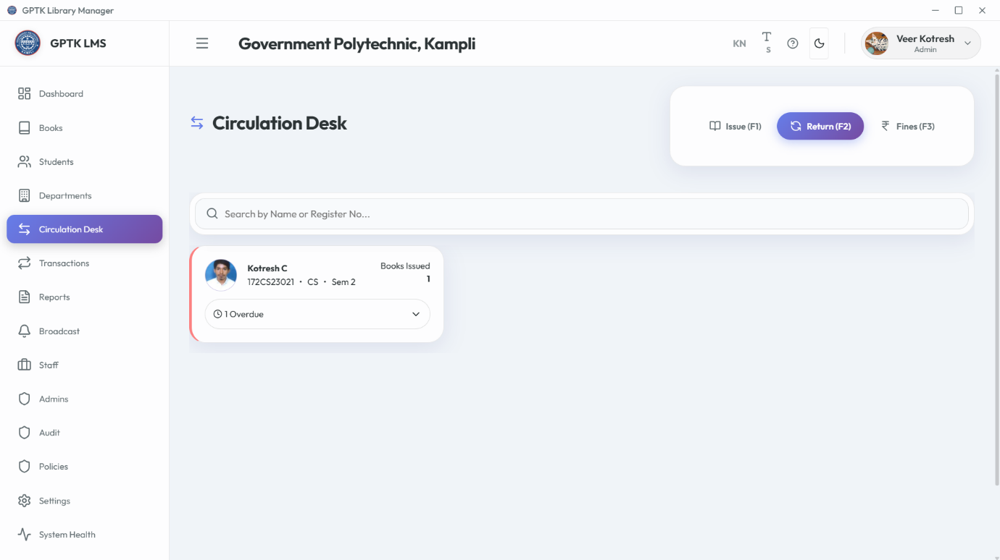 GPTK Library Manager
GPTK LMS
Government Polytechnic, Kampli
KN
T
S
Veer Kotresh
Admin
Dashboard
Books
Students
Departments
Circulation Desk
Transactions
Reports
Broadcast
Staff
Admins
Audit
Policies
Settings
System Health
Circulation Desk
Issue (F1)
Return (F2)
₹ Fines (F3)
Search by Name or Register No...
Kotresh C
172CS23021 • CS • Sem 2
Books Issued
1
1 Overdue